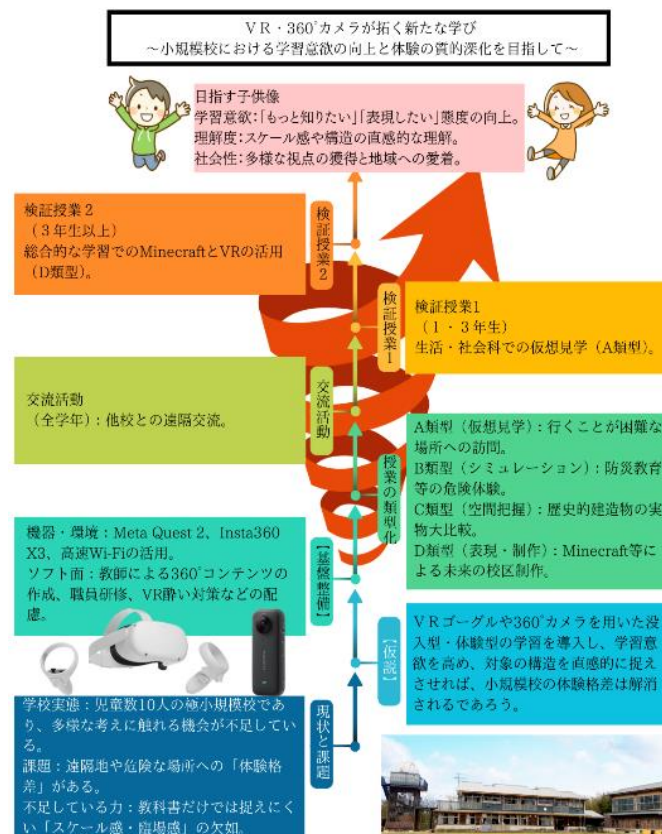 ＶＲ・360°カメラが拓く新たな学び
～小規模校における学習意欲の向上と体験の質的深化を目指して～
目指す子供像
学習意欲：「もっと知りたい」「表現したい」態度の向上。
理解度：スケール感や構造の直感的な理解。
社会性：多様な視点の獲得と地域への愛着。
検証授業２
（３年生以上）
総合的な学習でのMinecraftとVRの活用
（D類型）。
検証授業２
検証授業1
（１・３年生）
生活・社会科での仮想見学（A類型）。
検証授業１
交流活動
（全学年）：他校との遠隔交流。
交流活動
A類型（仮想見学）：行くことが困難な
場所への訪問。
B類型（シミュレーション）：防災教育
等の危険体験。
C類型（空間把握）：歴史的建造物の実
物大比較。
D類型（表現・制作）：Minecraft等に
よる未来の校区制作。
授業の類型化
機器・環境：Meta Quest 2、Insta360
X3、高速Wi-Fiの活用。
ソフト面：教師による360°コンテンツの
作成、職員研修、VR酔い対策などの配
慮。
【基盤整備】
ＶＲゴーグルや360°カメラを用いた没
入型・体験型の学習を導入し、学習意
欲を高め、対象の構造を直感的に捉え
させれば、小規模校の体験格差は解消
されるであろう。
【仮説】
学校実態：児童数10人の極小規模校であ
り、多様な考えに触れる機会が不足してい
る。
課題：遠隔地や危険な場所への「体験格
差」がある。
不足している力：教科書だけでは捉えにく
い「スケール感・臨場感」の欠如。
現状と課題